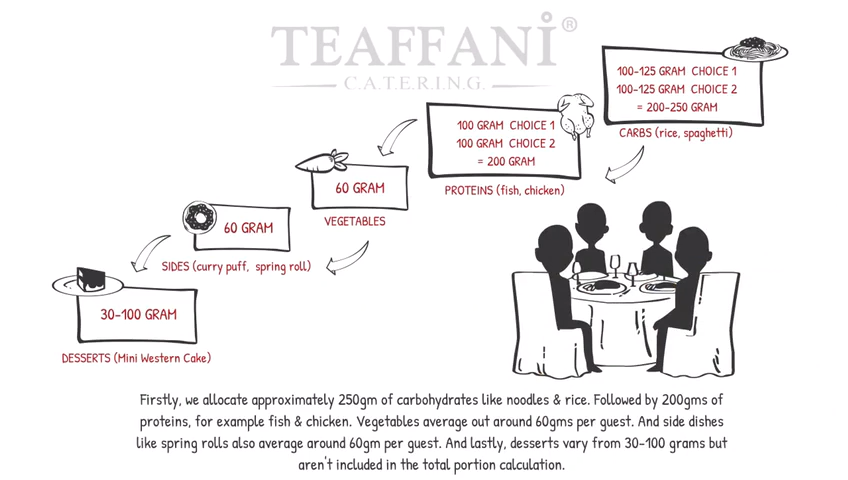 TEAFFANi®
C.A.T.E.R.I.N.G.
100-125 GRAM CHOICE 1
100-125 GRAM CHOICE 2
= 200-250 GRAM
CARBS (rice, spaghetti)
100 GRAM CHOICE 1
100 GRAM CHOICE 2
= 200 GRAM
PROTEINS (fish, chicken)
60 GRAM
VEGETABLES
60 GRAM
SIDES (curry puff, spring roll)
30-100 GRAM
DESSERTS (Mini Western Cake)
Firstly, we allocate approximately 250gm of carbohydrates like noodles & rice. Followed by 200gms of
proteins, for example fish & chicken. Vegetables average out around 60gms per guest. And side dishes
like spring rolls also average around 60gm per guest. And lastly, desserts vary from 30-100 grams but
aren't included in the total portion calculation.